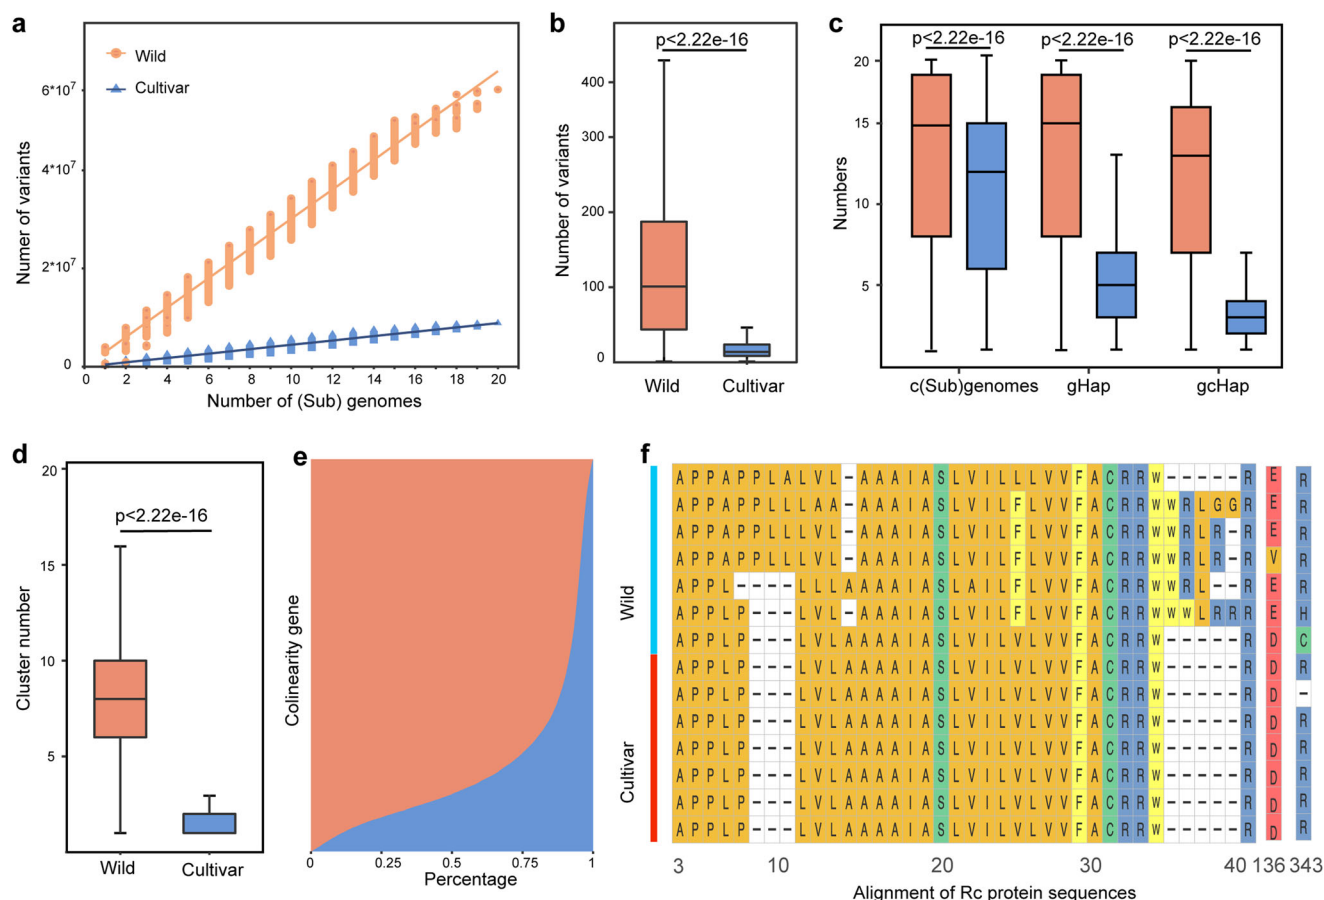 a
Wild
Cultivar
Numer of variants
6*10⁷
4*10⁷
2*10⁷
0
0 2 4 6 8 10 12 14 16 18 20
Number of (Sub) genomes
b
p<2.22e-16
Number of variants
400
300
200
100
0
Wild Cultivar
c
p<2.22e-16 p<2.22e-16 p<2.22e-16
Numbers
20
15
10
5
c(Sub)genomes gHap gcHap
d
p<2.22e-16
Cluster number
20
15
10
5
Wild Cultivar
e
Colinearity gene
0 0.25 0.5 0.75 1
Percentage
f
Wild
Cultivar
A P P A P P L A L V L - A A A I A S L V I L L L V V F A C R R W - - - - - R E R
A P P A P P L L L A A - A A A I A S L V I L F L V V F A C R R W W R L G G R E R
A P P A P P L L L V L - A A A I A S L V I L F L V V F A C R R W W R L R - R E R
A P P A P P L L L V L - A A A I A S L V I L F L V V F A C R R W W R L R - R V R
A P P L - - - - L L L A A A A I A S L A I L F L V V F A C R R W W R L - - R E R
A P P L P - - - L V L - A A A I A S L V I L F L V V F A C R R W W W L R R R E H
A P P L P - - - L V L A A A A I A S L V I L V L V V F A C R R W - - - - - R D C
A P P L P - - - L V L A A A A I A S L V I L V L V V F A C R R W - - - - - R D R
A P P L P - - - L V L A A A A I A S L V I L V L V V F A C R R W - - - - - R D -
A P P L P - - - L V L A A A A I A S L V I L V L V V F A C R R W - - - - - R D R
A P P L P - - - L V L A A A A I A S L V I L V L V V F A C R R W - - - - - R D R
A P P L P - - - L V L A A A A I A S L V I L V L V V F A C R R W - - - - - R D R
A P P L P - - - L V L A A A A I A S L V I L V L V V F A C R R W - - - - - R D R
A P P L P - - - L V L A A A A I A S L V I L V L V V F A C R R W - - - - - R D R
3 10 20 30 40 136 343
Alignment of Rc protein sequences